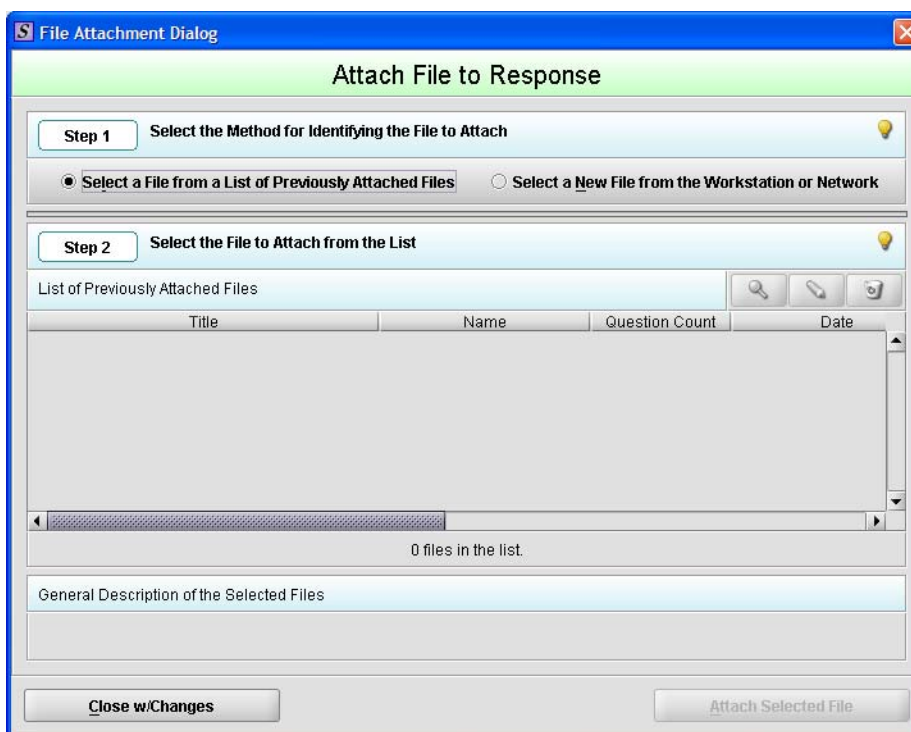 S File Attachment Dialog
Attach File to Response
Step 1 Select the Method for Identifying the File to Attach
Select a File from a List of Previously Attached Files Select a New File from the Workstation or Network
Step 2 Select the File to Attach from the List
List of Previously Attached Files
Title Name Question Count Date
0 files in the list.
General Description of the Selected Files
Close w/Changes Attach Selected File